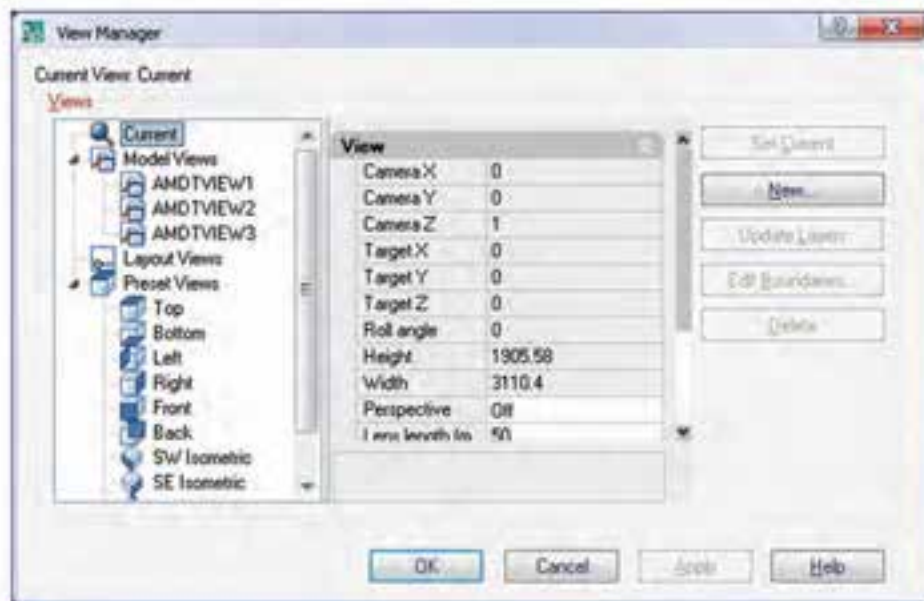 View Manager
Current View: Current
Views
Current
Model Views
AMDTVIEW1
AMDTVIEW2
AMDTVIEW3
Layout Views
Preset Views
Top
Bottom
Left
Right
Front
Back
SW Isometric
SE Isometric
View
Camera X 0
Camera Y 0
Camera Z 1
Target X 0
Target Y 0
Target Z 0
Roll angle 0
Height 1905.58
Width 3110.4
Perspective Off
Lens length (m 50
Set Current
New...
Update Layers
Edit Boundaries...
Delete
OK
Cancel
Apply
Help